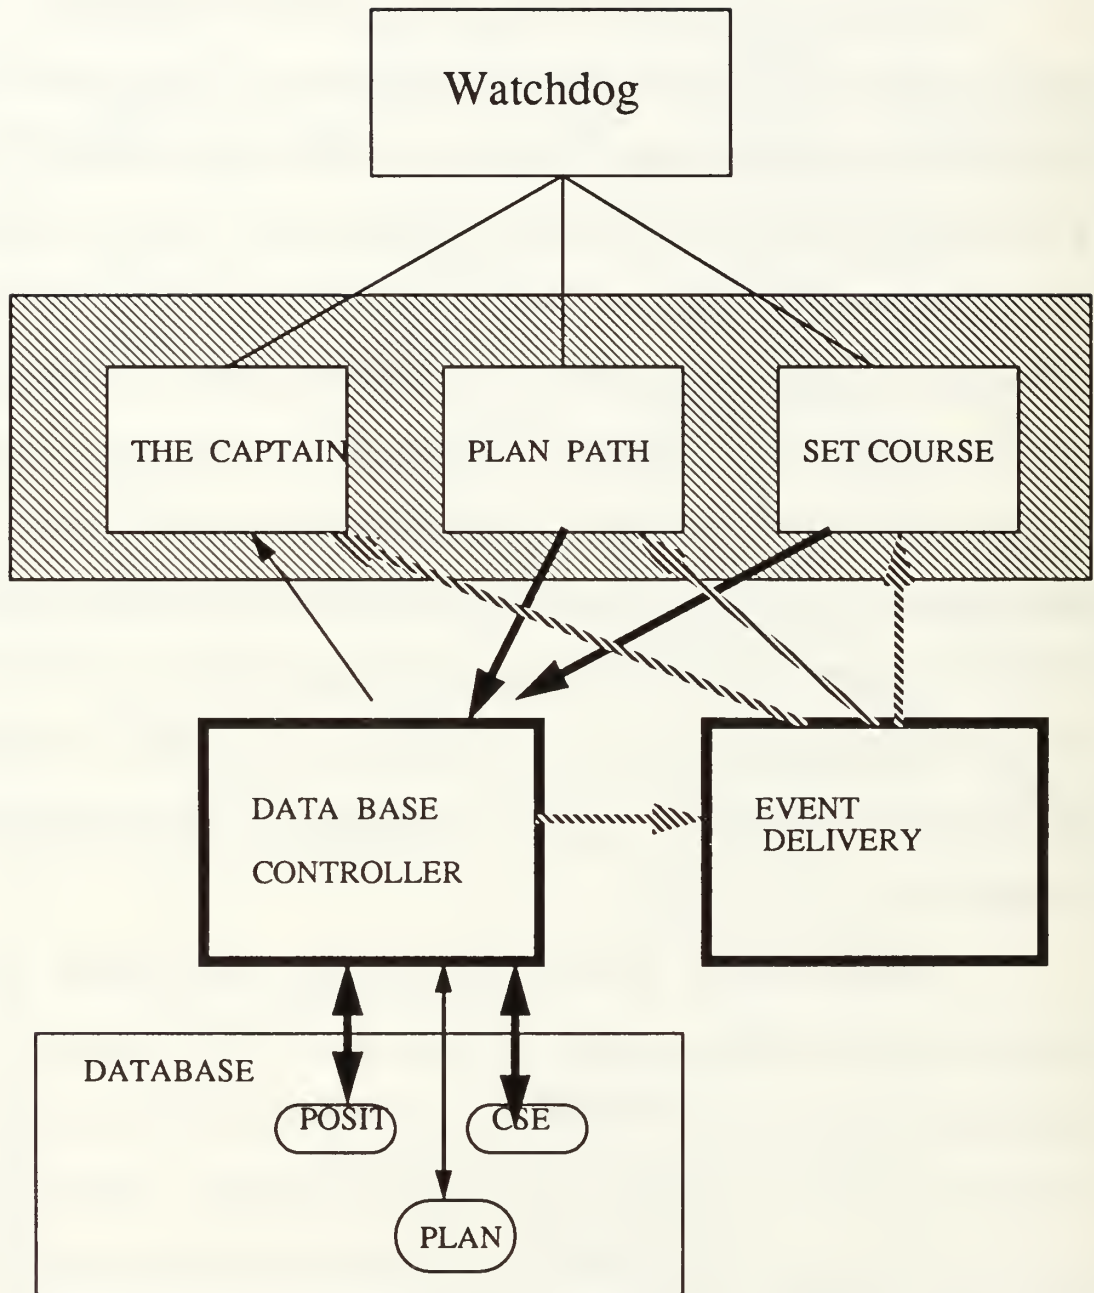 Watchdog
THE CAPTAIN
PLAN PATH
SET COURSE
DATA BASE
CONTROLLER
EVENT
DELIVERY
DATABASE
POSIT
CSE
PLAN